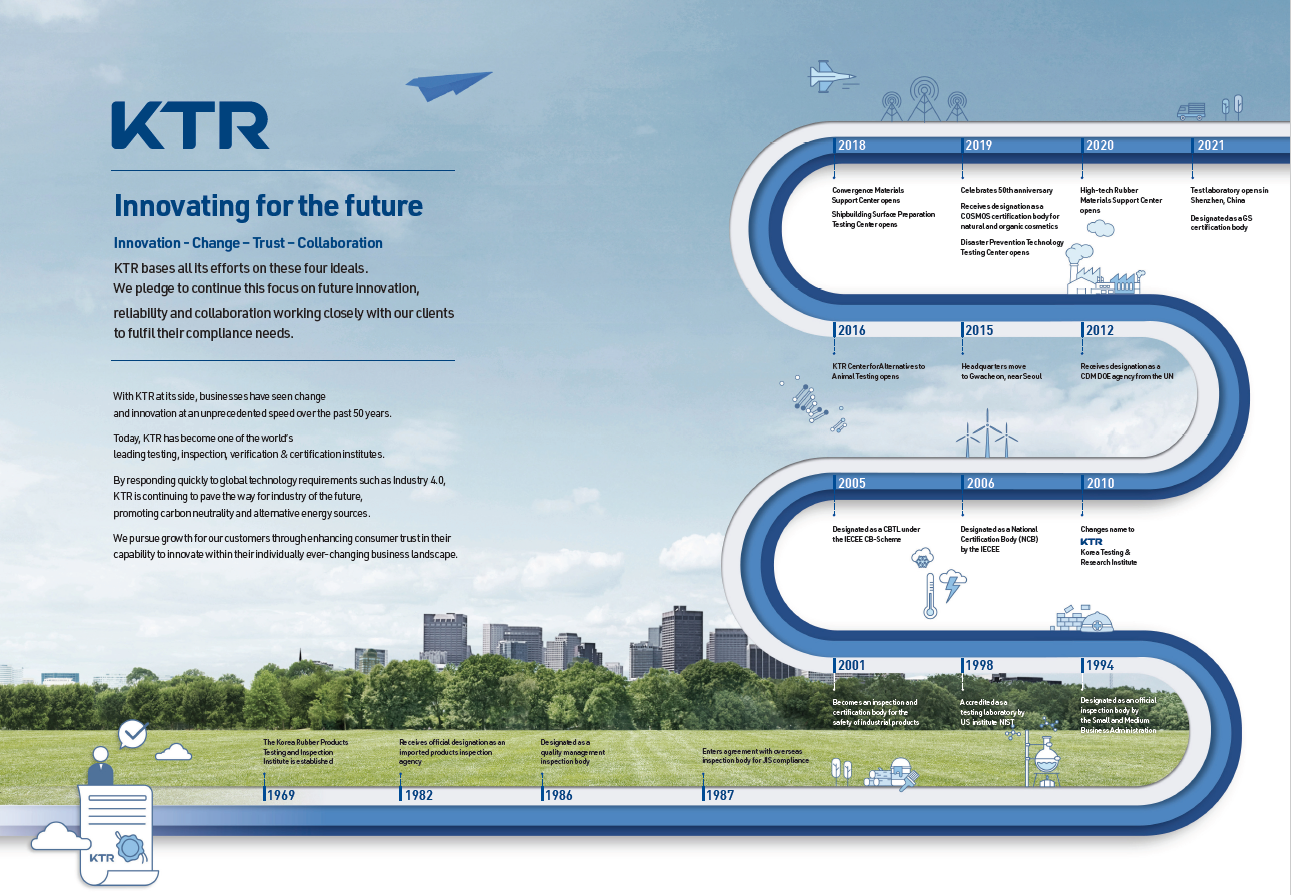 KTR
Innovating for the future
Innovation - Change – Trust – Collaboration
KTR bases all its efforts on these four ideals.
We pledge to continue this focus on future innovation,
reliability and collaboration working closely with our clients
to fulfil their compliance needs.
With KTR at its side, businesses have seen change
and innovation at an unprecedented speed over the past 50 years.
Today, KTR has become one of the world's
leading testing, inspection, verification & certification institutes.
By responding quickly to global technology requirements such as Industry 4.0,
KTR is continuing to pave the way for industry of the future,
promoting carbon neutrality and alternative energy sources.
We pursue growth for our customers through enhancing consumer trust in their
capability to innovate within their individually ever-changing business landscape.
2018
Convergence Materials
Support Center opens
Shipbuilding Surface Preparation
Testing Center opens
2019
Celebrates 50th anniversary
Receives designation as a
COSMOS certification body for
natural and organic cosmetics
Disaster Prevention Technology
Testing Center opens
2020
High-tech Rubber
Materials Support Center
opens
2021
Test laboratory opens in
Shenzhen, China
Designated as a GS
certification body
2016
KTR Center for Alternatives to
Animal Testing opens
2015
Headquarters move
to Gwacheon, near Seoul
2012
Receives designation as a
CDM DOE agency from the UN
2005
Designated as a CBTL under
the IECEE CB-Scheme
2006
Designated as a National
Certification Body (NCB)
by the IECEE
2010
Changes name to
KTR
Korea Testing &
Research Institute
2001
Becomes an inspection and
certification body for the
safety of industrial products
1998
Accredited as a
testing laboratory by
US institute NIST
1994
Designated as an official
inspection body by
the Small and Medium
Business Administration
The Korea Rubber Products
Testing and Inspection
Institute is established
1969
Receives official designation as an
imported products inspection
agency
1982
Designated as a
quality management
inspection body
1986
Enters agreement with overseas
inspection body for JIS compliance
1987
KTR